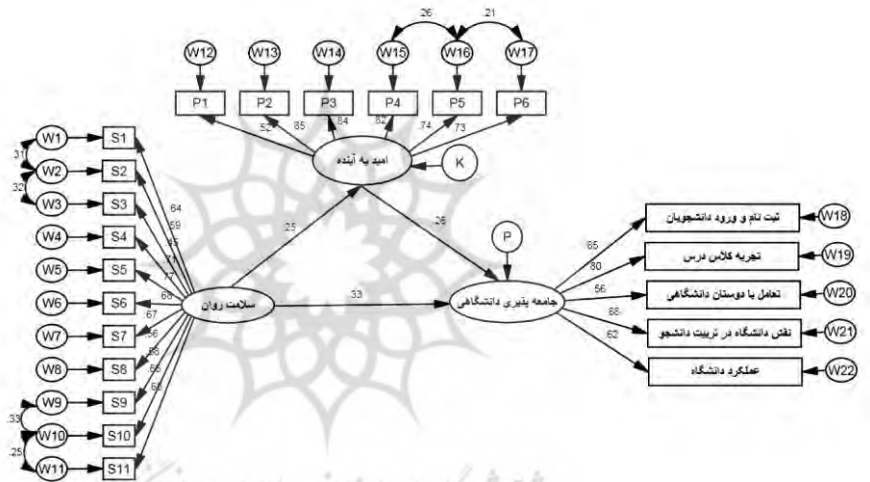 .26 .21
W12 W13 W14 W15 W16 W17
P1 P2 P3 P4 P5 P6
.52 .85 .84 .82 .74 .73
امید به آینده
K
W1 S1
.31
W2 S2
.32
W3 S3
W4 S4
W5 S5
W6 S6
W7 S7
W8 S8
W9 S9
.33
W10 S10
.25
W11 S11
.64
.59
.45
.71
.77
.68
.67
.56
.66
سلامت روان
.25
.26
.33
P
جامعه پذیری دانشگاهی
.65
.80
.56
.68
.62
ثبت نام و ورود دانشجویان W18
تجربه کلاس درس W19
تعامل با دوستان دانشگاهی W20
نقش دانشگاه در تربیت دانشجو W21
عملکرد دانشگاه W22